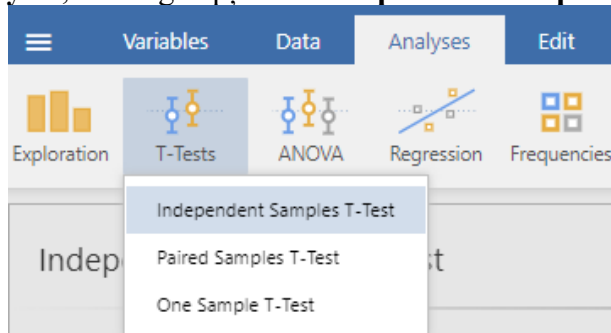 Variables Data Analyses Edit
Exploration T-Tests ANOVA Regression Frequencies
Independent Samples T-Test
Paired Samples T-Test
One Sample T-Test